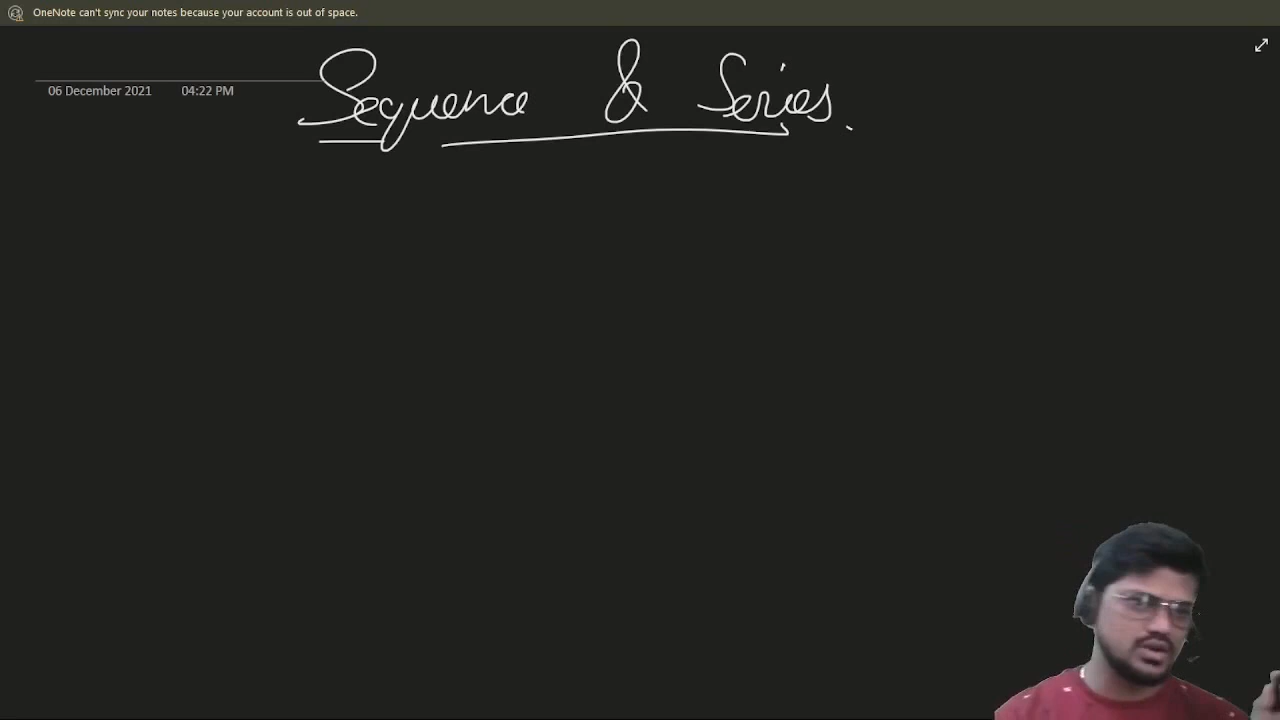 OneNote can't sync your notes because your account is out of space.
Sequence & Series.
06 December 2021 04:22 PM